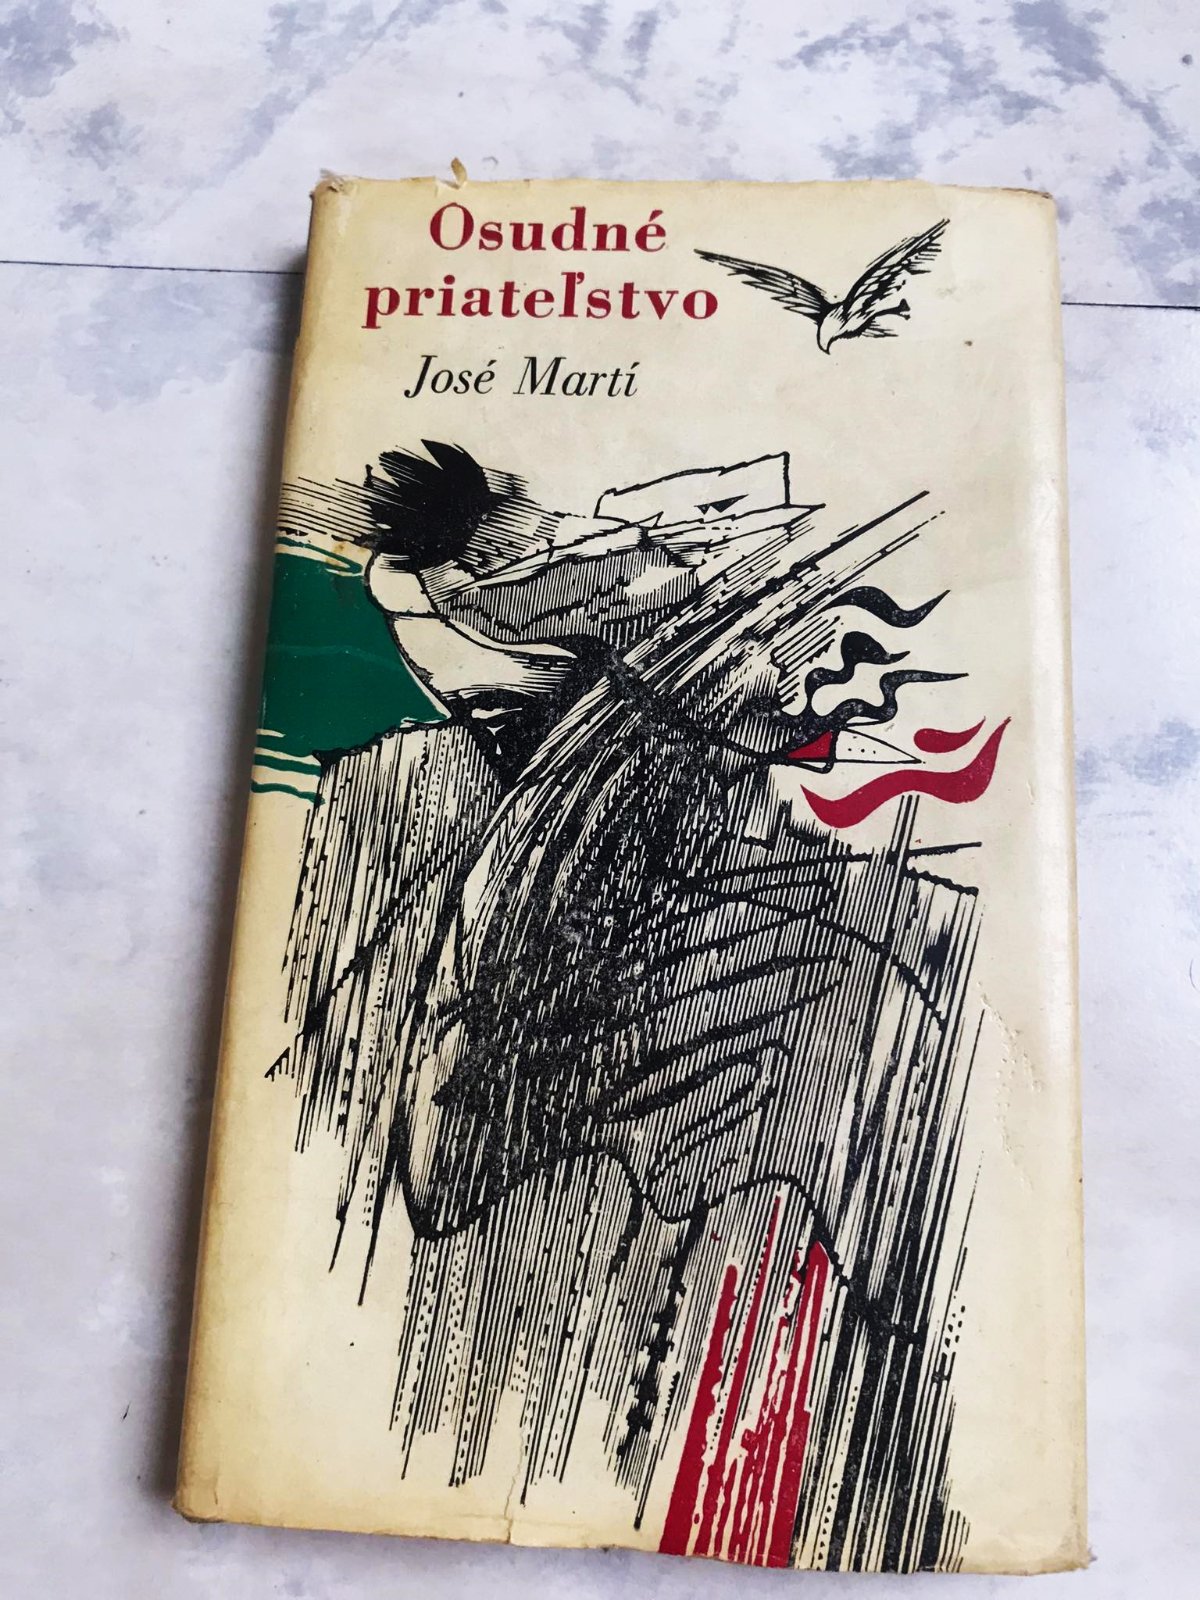 Osudné
priateľstvo
José Martí